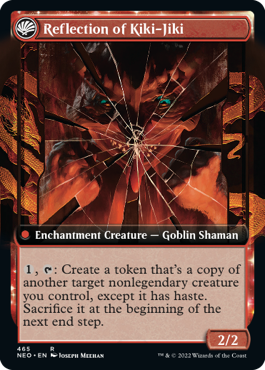 Reflection of Kiki-Jiki
Enchantment Creature — Goblin Shaman
1, : Create a token that's a copy of
another target nonlegendary creature
you control, except it has haste.
Sacrifice it at the beginning of the
next end step.
2/2
465 R
NEO • EN Joseph Meehan
™ & © 2022 Wizards of the Coast